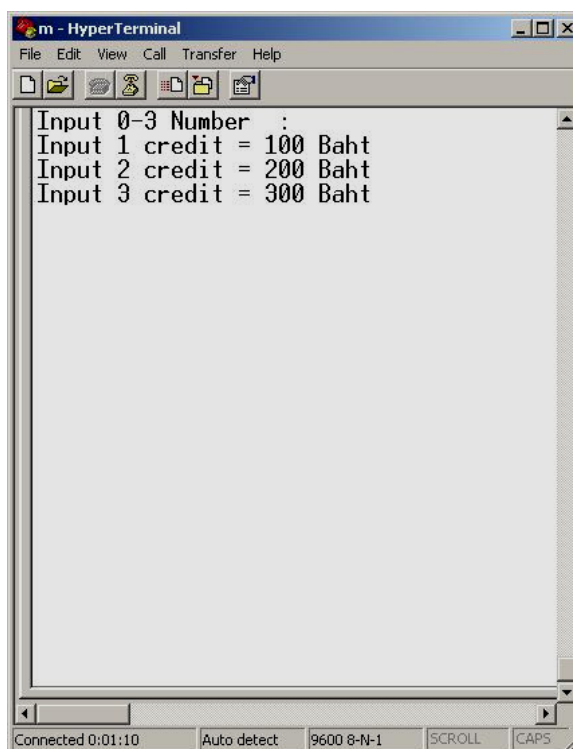 m - HyperTerminal
File Edit View Call Transfer Help
Input 0-3 Number :
Input 1 credit = 100 Baht
Input 2 credit = 200 Baht
Input 3 credit = 300 Baht
Connected 0:01:10 Auto detect 9600 8-N-1 SCROLL CAPS